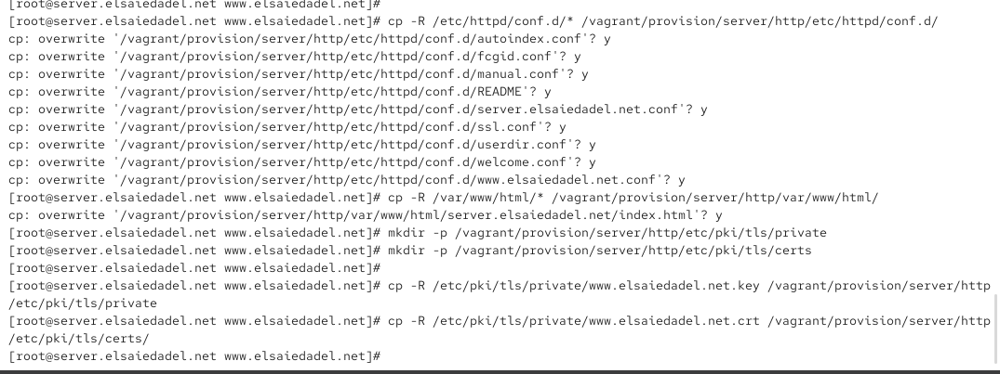 [root@server.elsaiedadel.net www.elsaiedadel.net]#
[root@server.elsaiedadel.net www.elsaiedadel.net]# cp -R /etc/httpd/conf.d/* /vagrant/provision/server/http/etc/httpd/conf.d/
cp: overwrite '/vagrant/provision/server/http/etc/httpd/conf.d/autoindex.conf'? y
cp: overwrite '/vagrant/provision/server/http/etc/httpd/conf.d/fcgid.conf'? y
cp: overwrite '/vagrant/provision/server/http/etc/httpd/conf.d/manual.conf'? y
cp: overwrite '/vagrant/provision/server/http/etc/httpd/conf.d/README'? y
cp: overwrite '/vagrant/provision/server/http/etc/httpd/conf.d/server.elsaiedadel.net.conf'? y
cp: overwrite '/vagrant/provision/server/http/etc/httpd/conf.d/ssl.conf'? y
cp: overwrite '/vagrant/provision/server/http/etc/httpd/conf.d/userdir.conf'? y
cp: overwrite '/vagrant/provision/server/http/etc/httpd/conf.d/welcome.conf'? y
cp: overwrite '/vagrant/provision/server/http/etc/httpd/conf.d/www.elsaiedadel.net.conf'? y
[root@server.elsaiedadel.net www.elsaiedadel.net]# cp -R /var/www/html/* /vagrant/provision/server/http/var/www/html/
cp: overwrite '/vagrant/provision/server/http/var/www/html/server.elsaiedadel.net/index.html'? y
[root@server.elsaiedadel.net www.elsaiedadel.net]# mkdir -p /vagrant/provision/server/http/etc/pki/tls/private
[root@server.elsaiedadel.net www.elsaiedadel.net]# mkdir -p /vagrant/provision/server/http/etc/pki/tls/certs
[root@server.elsaiedadel.net www.elsaiedadel.net]#
[root@server.elsaiedadel.net www.elsaiedadel.net]# cp -R /etc/pki/tls/private/www.elsaiedadel.net.key /vagrant/provision/server/http
/etc/pki/tls/private
[root@server.elsaiedadel.net www.elsaiedadel.net]# cp -R /etc/pki/tls/private/www.elsaiedadel.net.crt /vagrant/provision/server/http
/etc/pki/tls/certs/
[root@server.elsaiedadel.net www.elsaiedadel.net]#